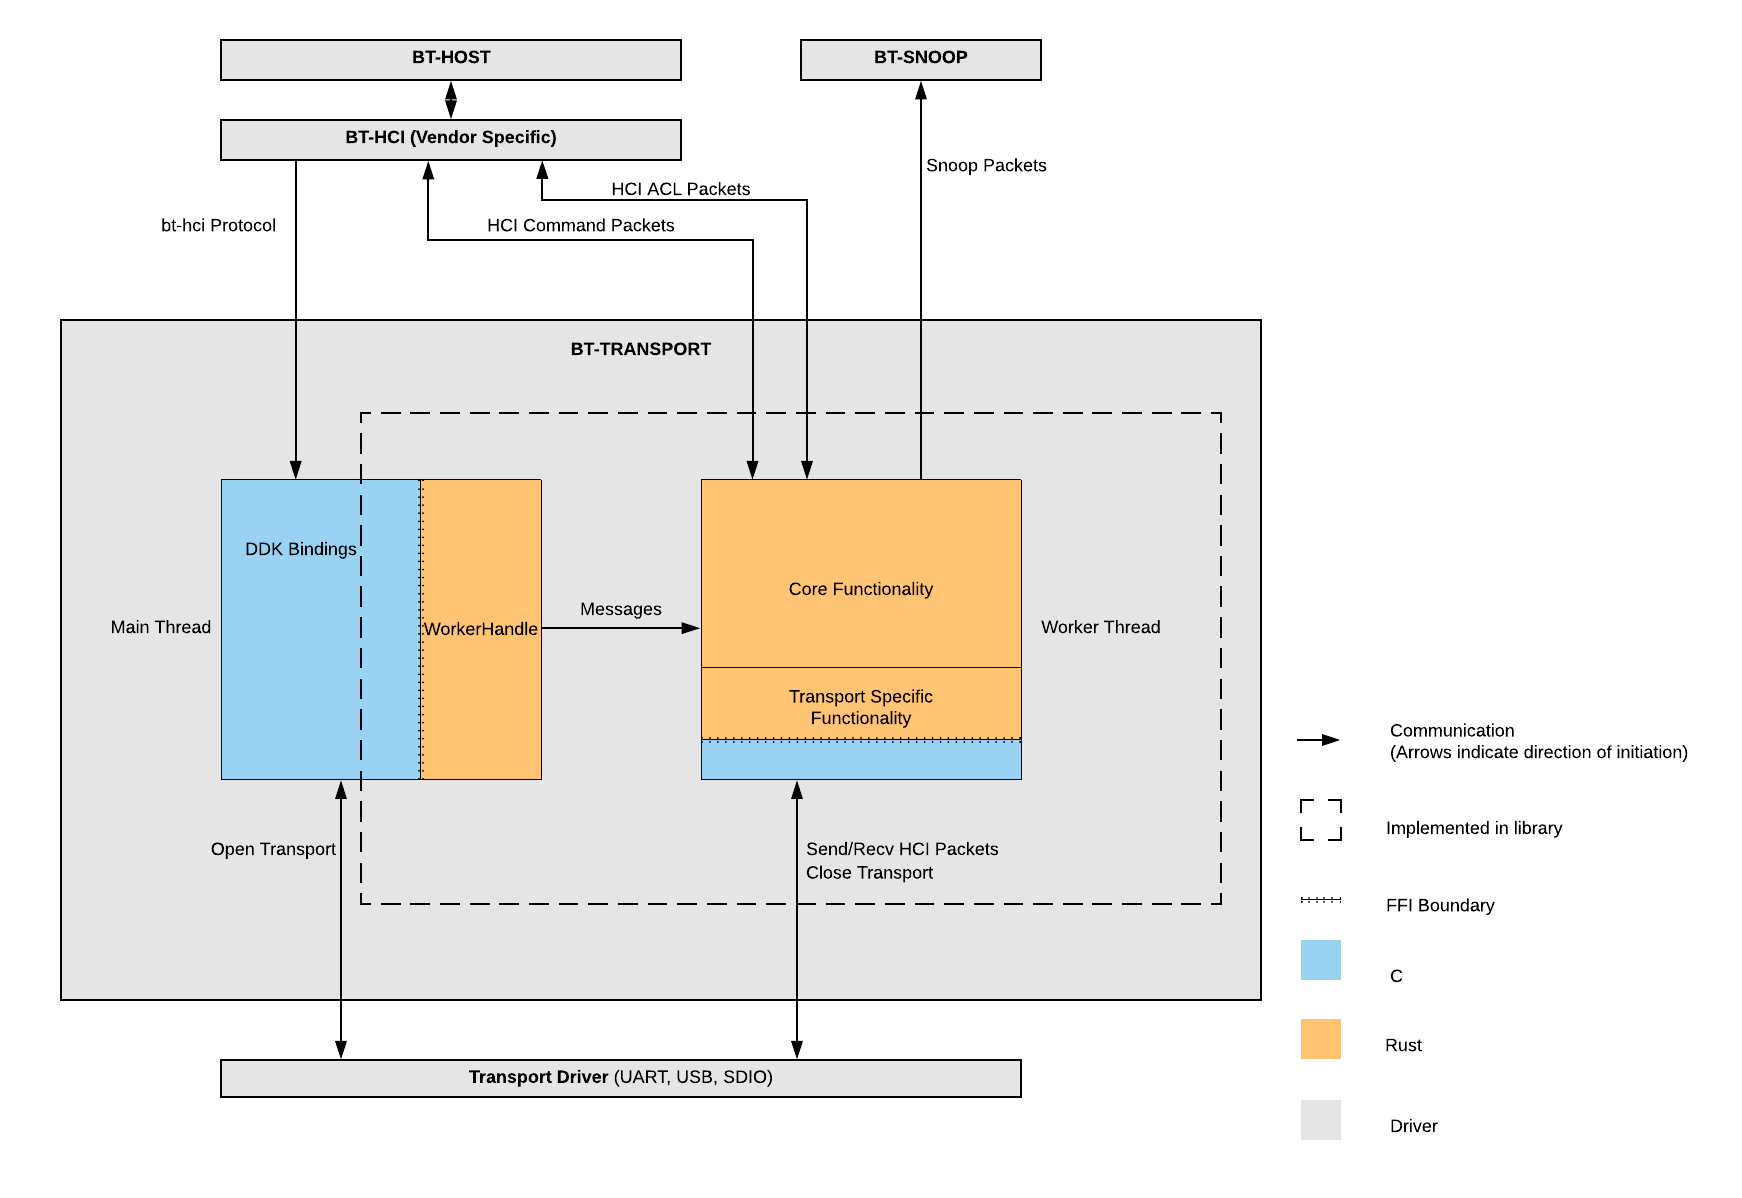 BT-HOST
BT-SNOOP
BT-HCI (Vendor Specific)
Snoop Packets
HCI ACL Packets
bt-hci Protocol
HCI Command Packets
BT-TRANSPORT
DDK Bindings
Core Functionality
Messages
Main Thread
WorkerHandle
Worker Thread
Transport Specific
Functionality
Communication
(Arrows indicate direction of initiation)
Implemented in library
Open Transport
Send/Recv HCI Packets
Close Transport
FFI Boundary
C
Rust
Transport Driver (UART, USB, SDIO)
Driver